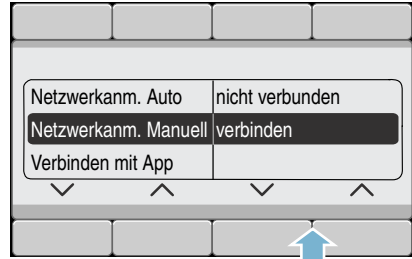 Netzwerkanm. Auto nicht verbunden
Netzwerkanm. Manuell verbinden
Verbinden mit App